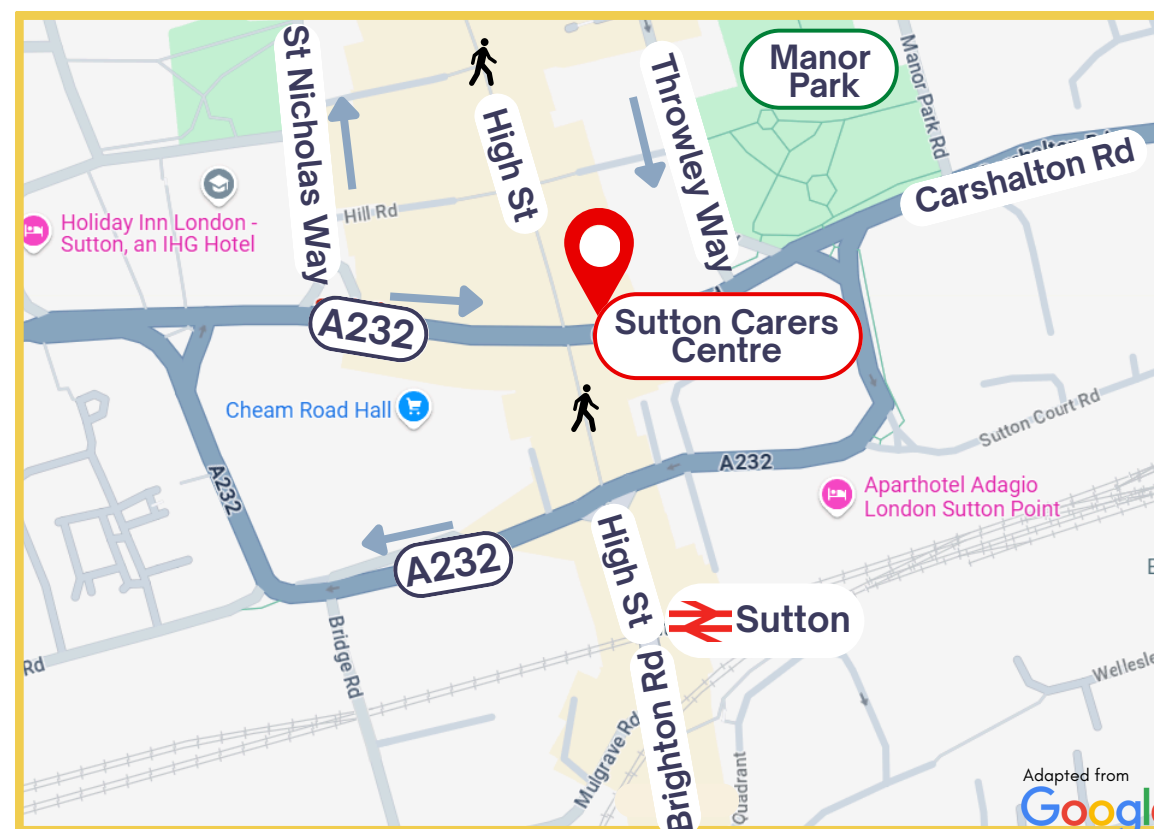 St Nicholas Way
High St
Throwley Way
Manor
Park
Manor Park Rd
Carshalton Rd
Holiday Inn London -
Sutton, an IHG Hotel
Hill Rd
A232
Sutton Carers
Centre
Cheam Road Hall
Sutton Court Rd
A232
A232
Aparthotel Adagio
London Sutton Point
A232
High St
Sutton
Bridge Rd
Rd
Brighton Rd
Mulgrave Rd
Quadrant
Wellesle
E
Adapted from
Google